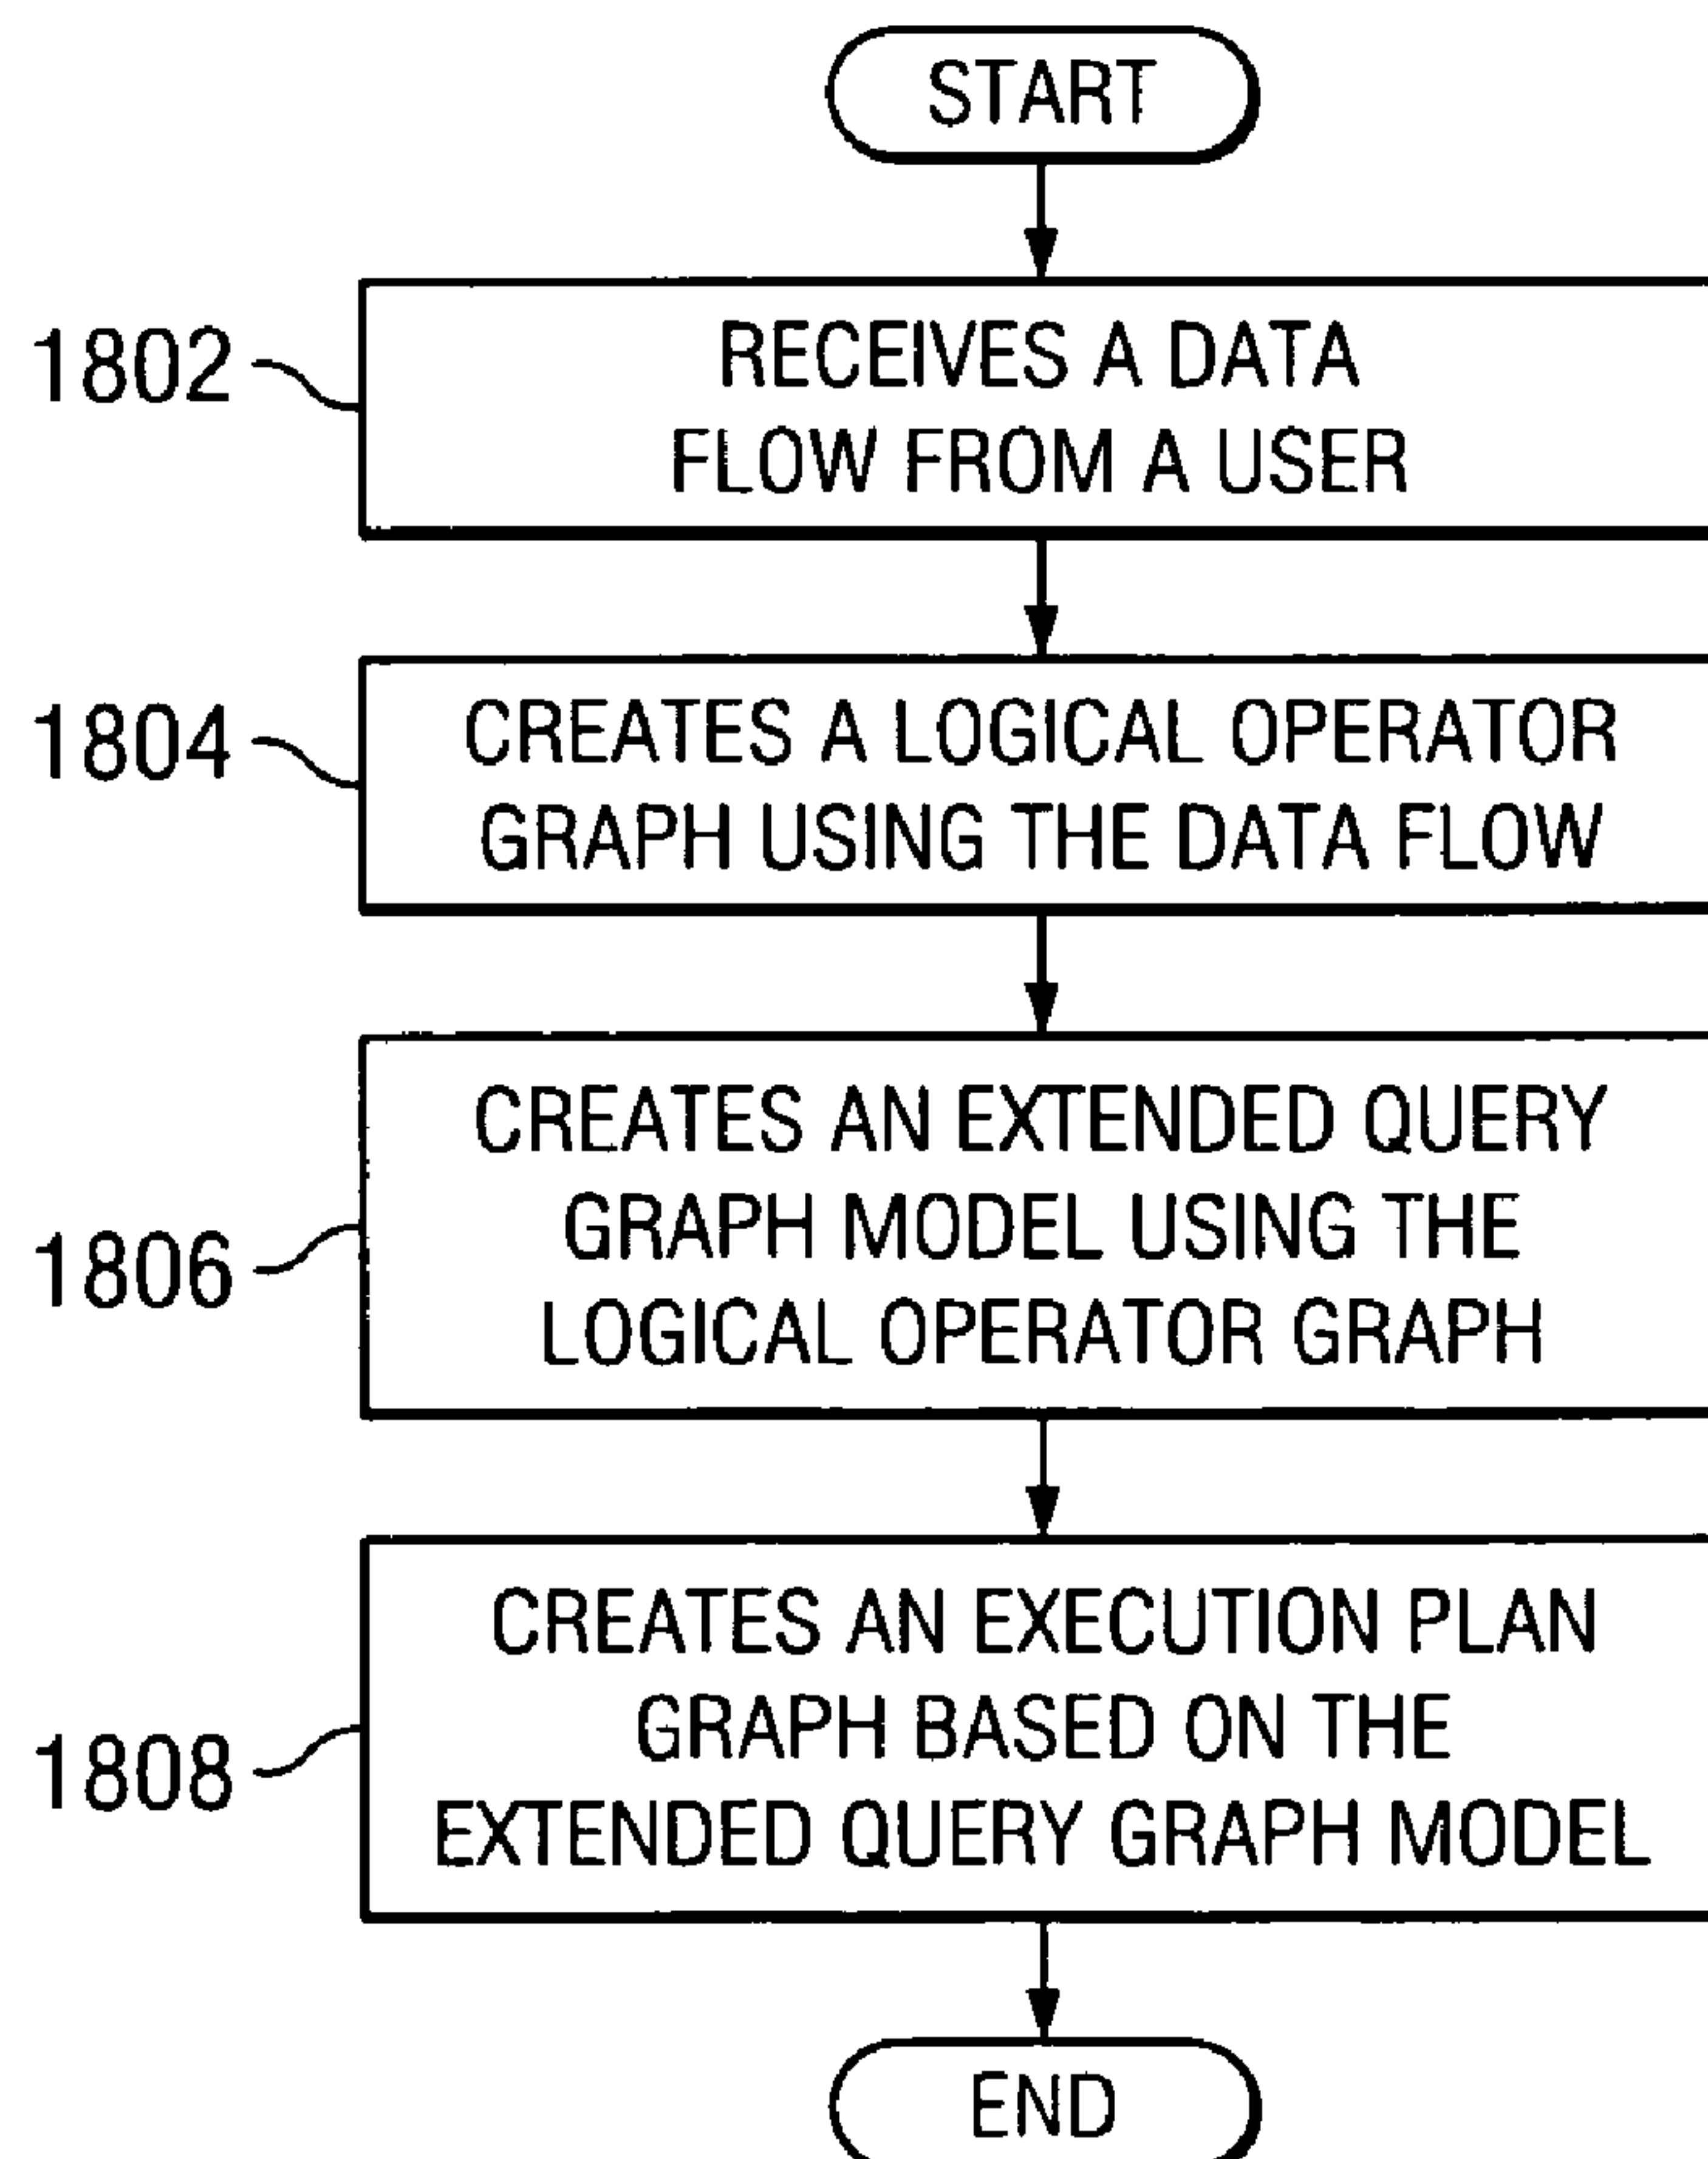 START
1802
RECEIVES A DATA
FLOW FROM A USER
1804
CREATES A LOGICAL OPERATOR
GRAPH USING THE DATA FLOW
1806
CREATES AN EXTENDED QUERY
GRAPH MODEL USING THE
LOGICAL OPERATOR GRAPH
1808
CREATES AN EXECUTION PLAN
GRAPH BASED ON THE
EXTENDED QUERY GRAPH MODEL
END